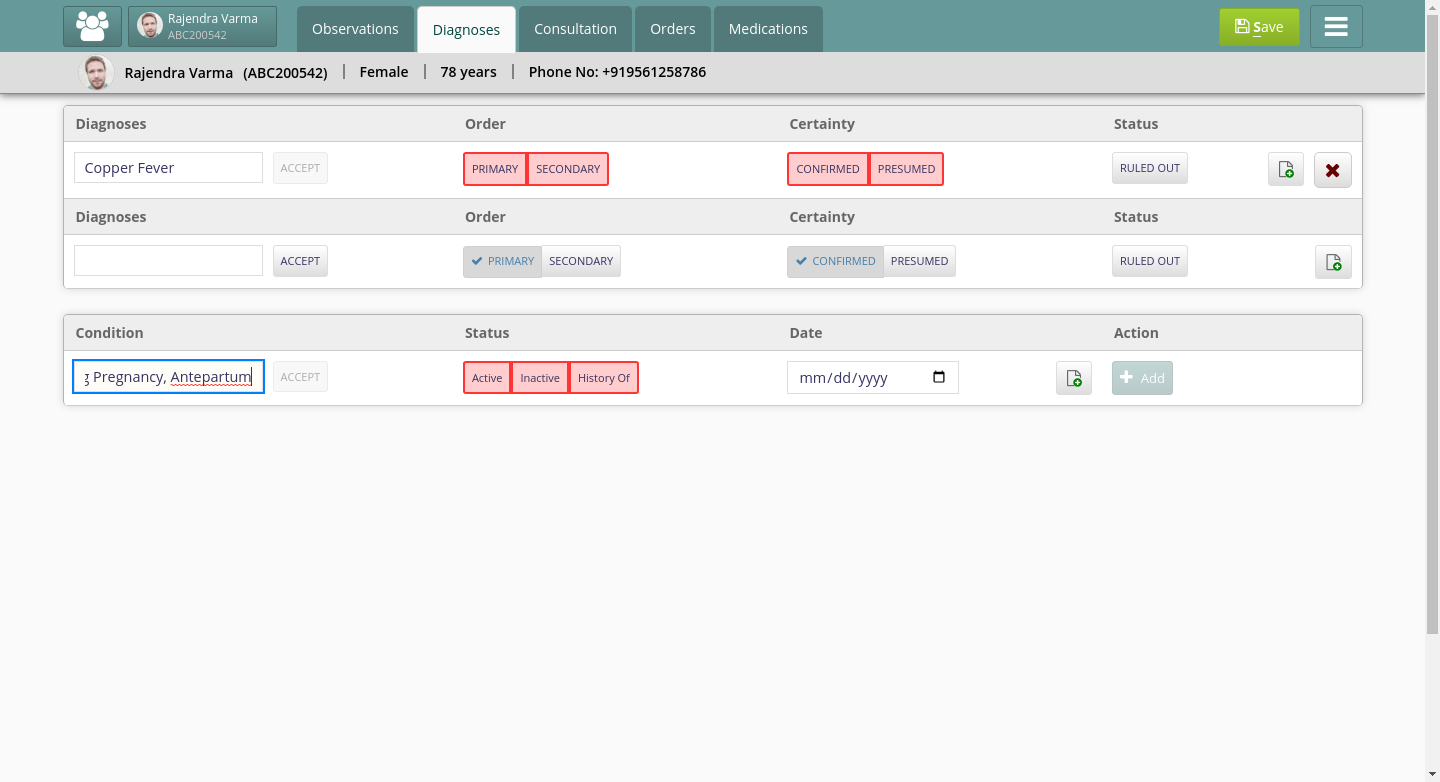 Rajendra Varma
ABC200542
Observations
Diagnoses
Consultation
Orders
Medications
Save
Rajendra Varma (ABC200542) | Female | 78 years | Phone No: +919561258786
Diagnoses Order Certainty Status
Copper Fever ACCEPT PRIMARY SECONDARY CONFIRMED PRESUMED RULED OUT
Diagnoses Order Certainty Status
ACCEPT PRIMARY SECONDARY CONFIRMED PRESUMED RULED OUT
Condition Status Date Action
g Pregnancy, Antepartum ACCEPT Active Inactive History Of mm/dd/yyyy Add